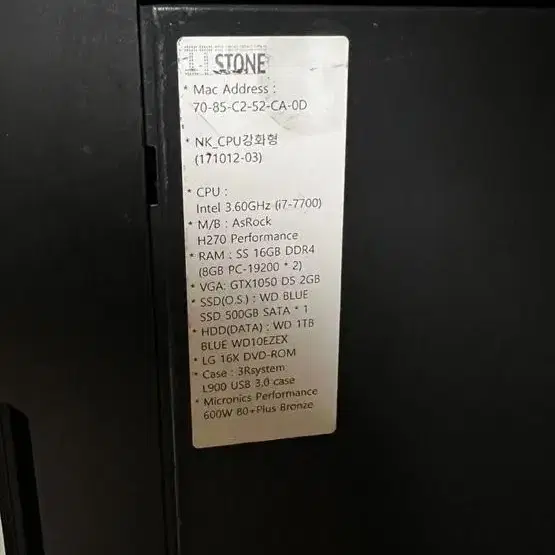 ITSTONE
* Mac Address :
70-85-C2-52-CA-0D
* NK_CPU강화형
(171012-03)
* CPU :
Intel 3.60GHz (i7-7700)
* M/B : AsRock
H270 Performance
* RAM : SS 16GB DDR4
(8GB PC-19200 * 2)
* VGA: GTX1050 D5 2GB
* SSD(O.S.) : WD BLUE
SSD 500GB SATA * 1
* HDD(DATA) : WD 1TB
BLUE WD10EZEX
* LG 16X DVD-ROM
* Case : 3Rsystem
L900 USB 3.0 case
* Micronics Performance
600W 80+Plus Bronze